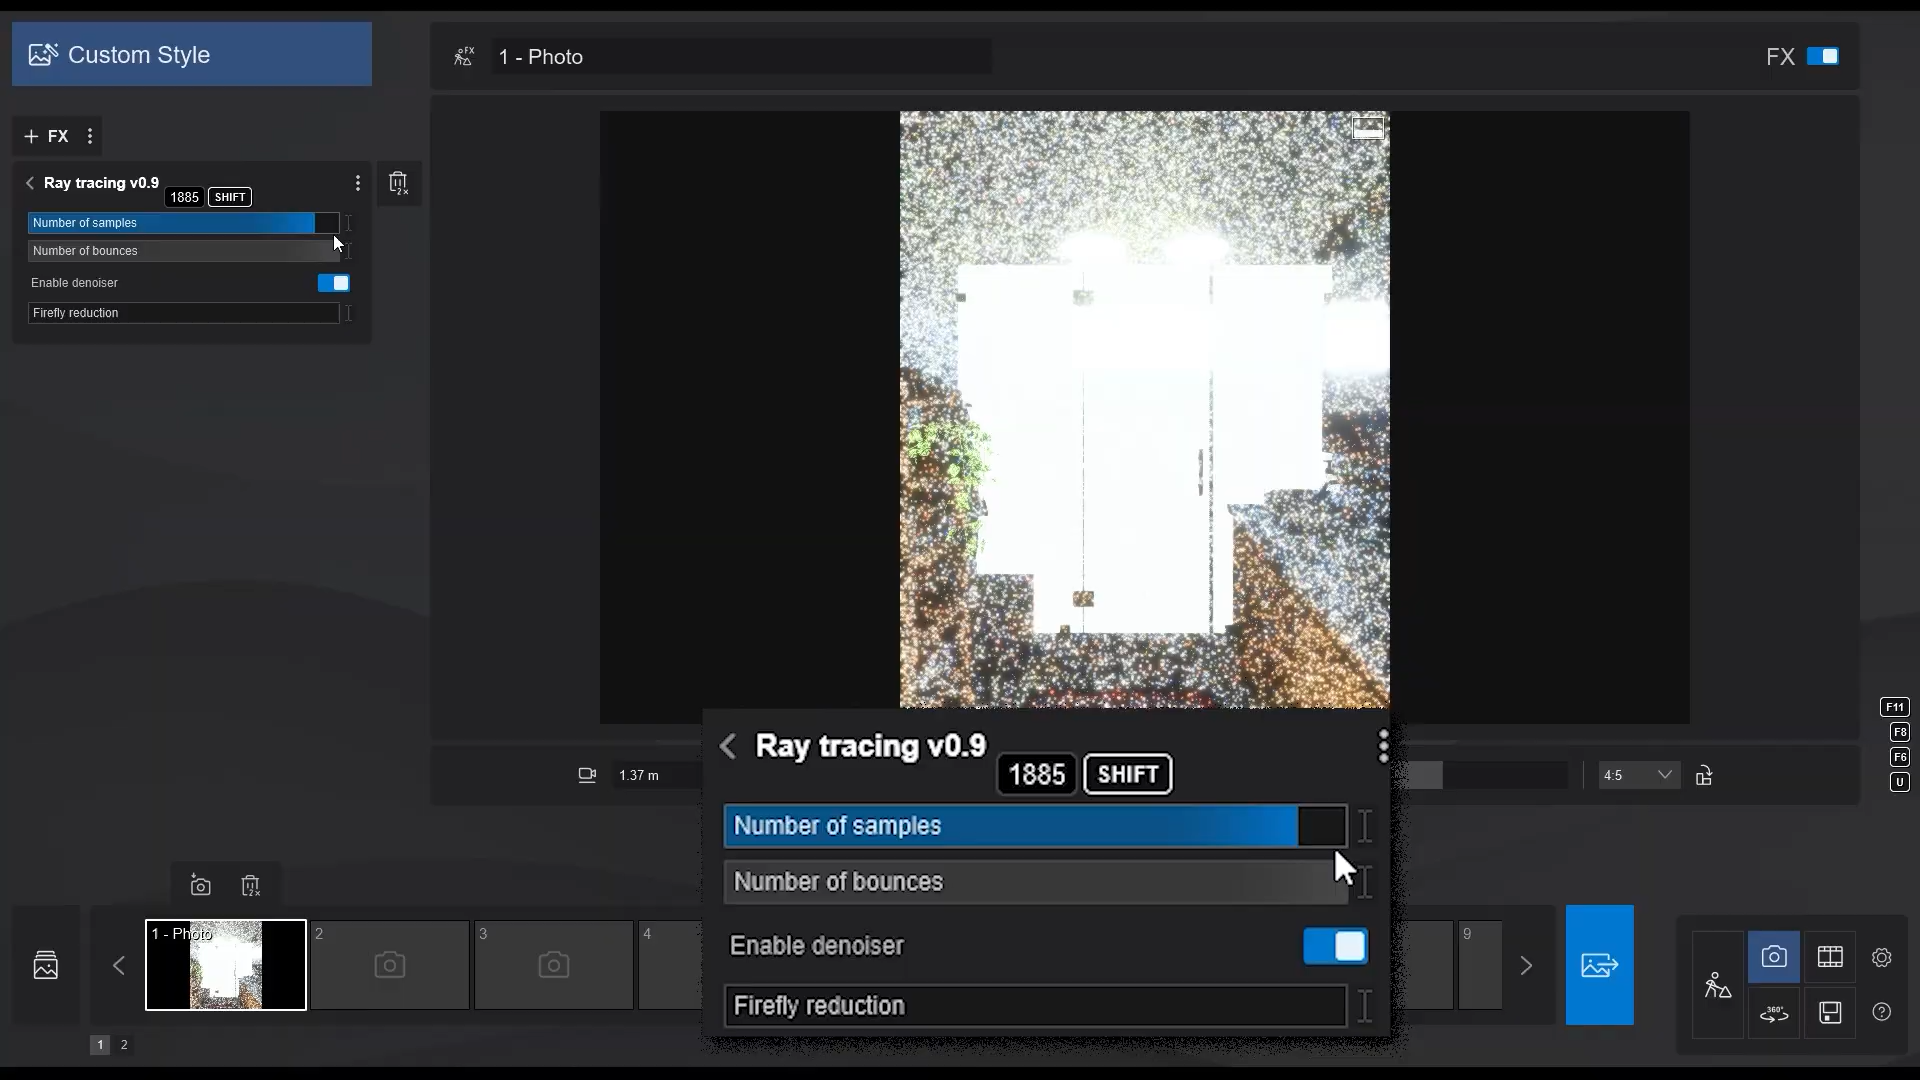 Custom Style
FX
1 - Photo
FX
FX
Ray tracing v0.9
1885 SHIFT
Number of samples
Number of bounces
Enable denoiser
Firefly reduction
Ray tracing v0.9
1885 SHIFT
Number of samples
Number of bounces
Enable denoiser
Firefly reduction
1.37 m
4:5
F11
F8
F6
U
1 - Photo
2
3
4
9
360°
1 2